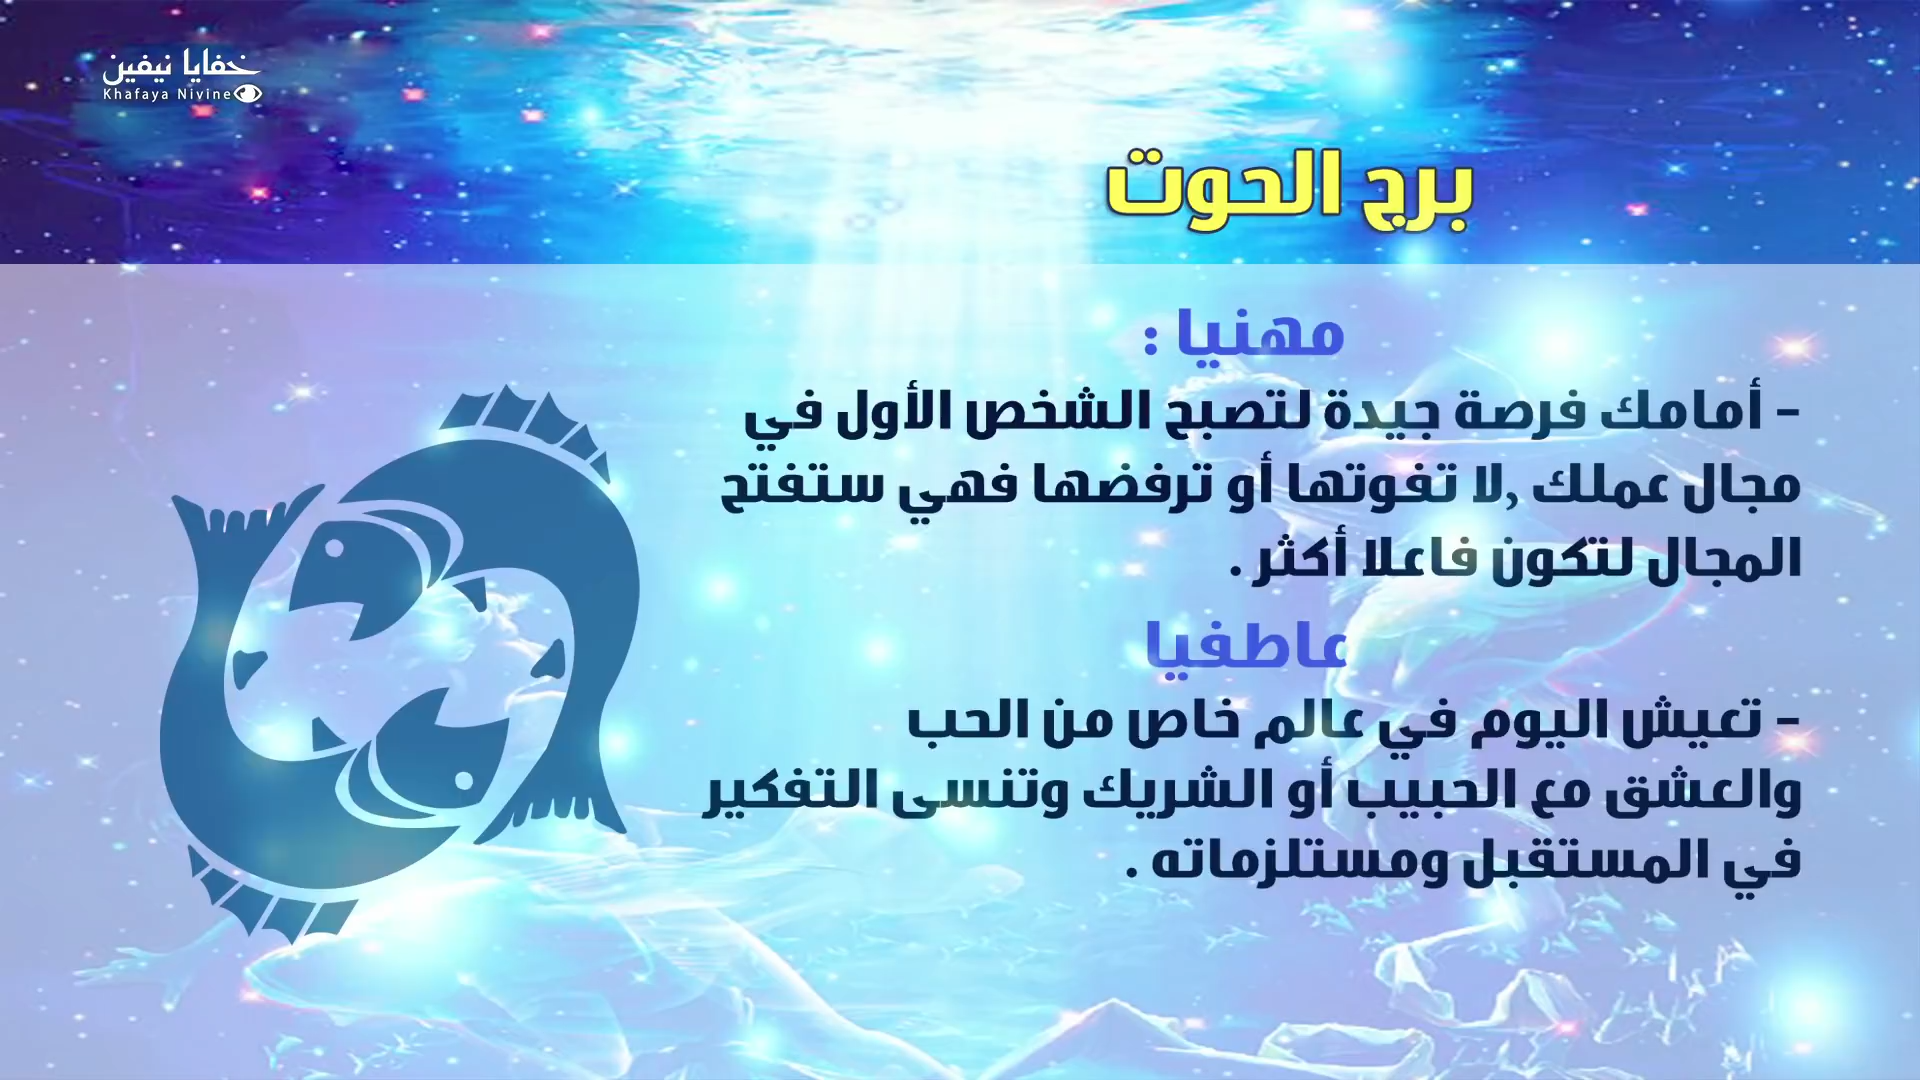 خفايا نيفين
Khafaya Nivine
برج الحوت
مهنيا :
- أمامك فرصة جيدة لتصبح الشخص الأول في
مجال عملك ,لا تفوتها أو ترفضها فهي ستفتح
المجال لتكون فاعلا أكثر .
عاطفيا
- تعيش اليوم في عالم خاص من الحب
والعشق مع الحبيب أو الشريك وتنسى التفكير
في المستقبل ومستلزماته .